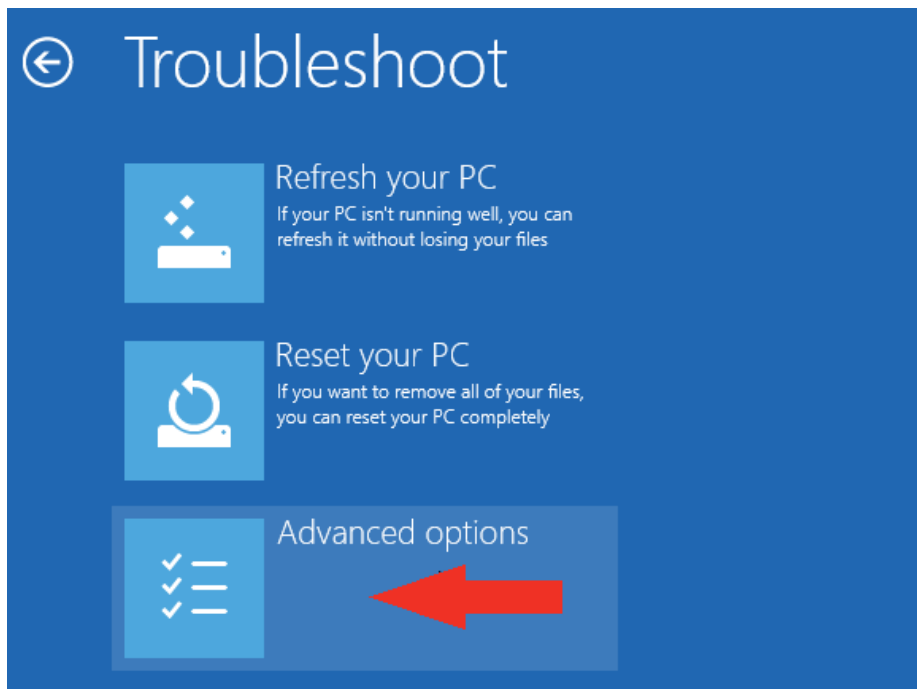 Troubleshoot
Refresh your PC
If your PC isn't running well, you can
refresh it without losing your files
Reset your PC
If you want to remove all of your files,
you can reset your PC completely
Advanced options